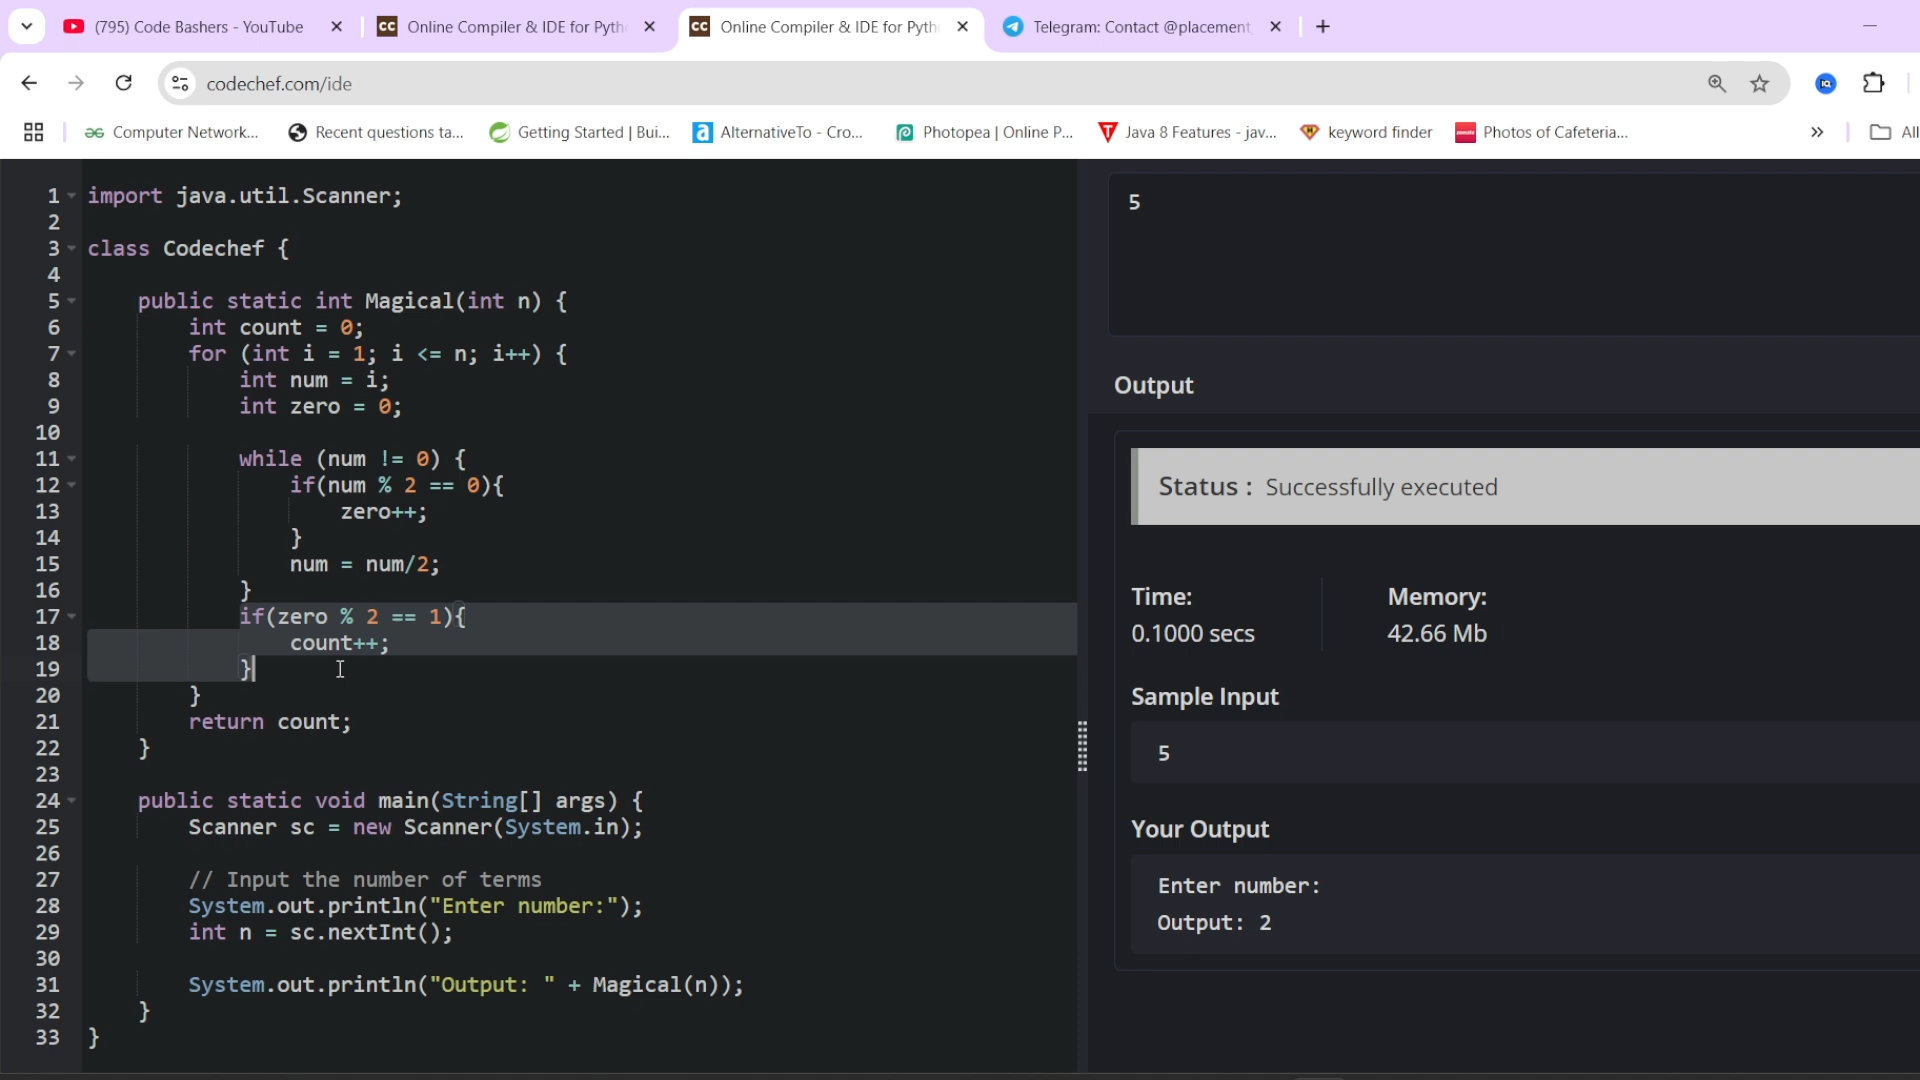 (795) Code Bashers - YouTube
CC Online Compiler & IDE for Pyth
CC Online Compiler & IDE for Pyth
Telegram: Contact @placement
codechef.com/ide
Computer Network...
Recent questions ta...
Getting Started | Bui...
AlternativeTo - Cro...
Photopea | Online P...
Java 8 Features - jav...
keyword finder
Photos of Cafeteria...
All
1 import java.util.Scanner;
2
3 class Codechef {
4
5 public static int Magical(int n) {
6 int count = 0;
7 for (int i = 1; i <= n; i++) {
8 int num = i;
9 int zero = 0;
10
11 while (num != 0) {
12 if(num % 2 == 0){
13 zero++;
14 }
15 num = num/2;
16 }
17 if(zero % 2 == 1){
18 count++;
19 }
20 }
21 return count;
22 }
23
24 public static void main(String[] args) {
25 Scanner sc = new Scanner(System.in);
26
27 // Input the number of terms
28 System.out.println("Enter number:");
29 int n = sc.nextInt();
30
31 System.out.println("Output: " + Magical(n));
32 }
33 }
5
Output
Status : Successfully executed
Time: Memory:
0.1000 secs 42.66 Mb
Sample Input
5
Your Output
Enter number:
Output: 2